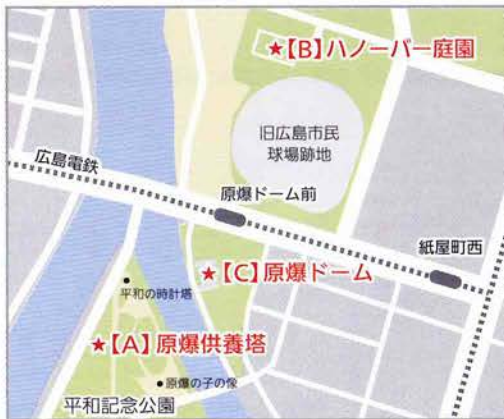 ★【B】ハノーバー庭園
旧広島市民
球場跡地
広島電鉄
原爆ドーム前
紙屋町西
★【C】原爆ドーム
平和の時計塔
★【A】原爆供養塔
原爆の子の像
平和記念公園